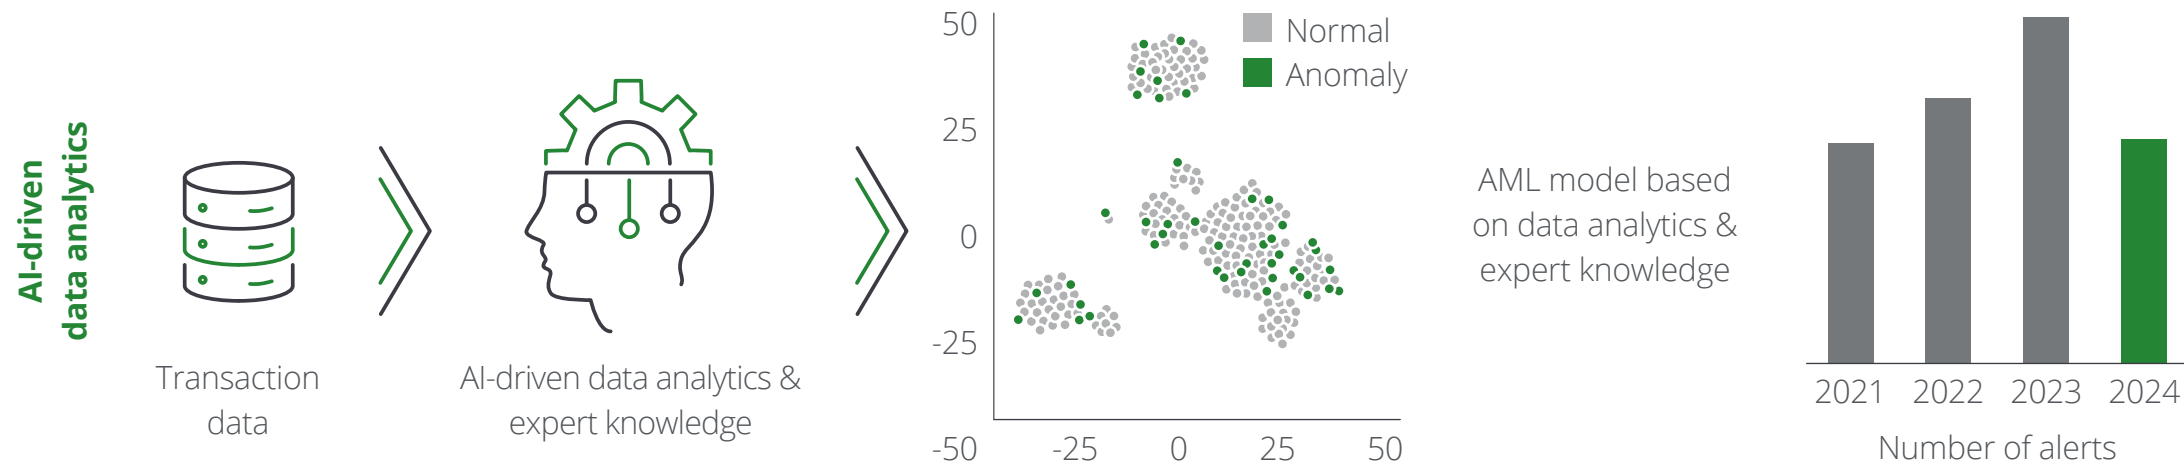 AI-driven
data analytics
Transaction
data
AI-driven data analytics &
expert knowledge
50
25
0
-25
-50
-25
0
25
50
Normal
Anomaly
AML model based
on data analytics &
expert knowledge
2021
2022
2023
2024
Number of alerts